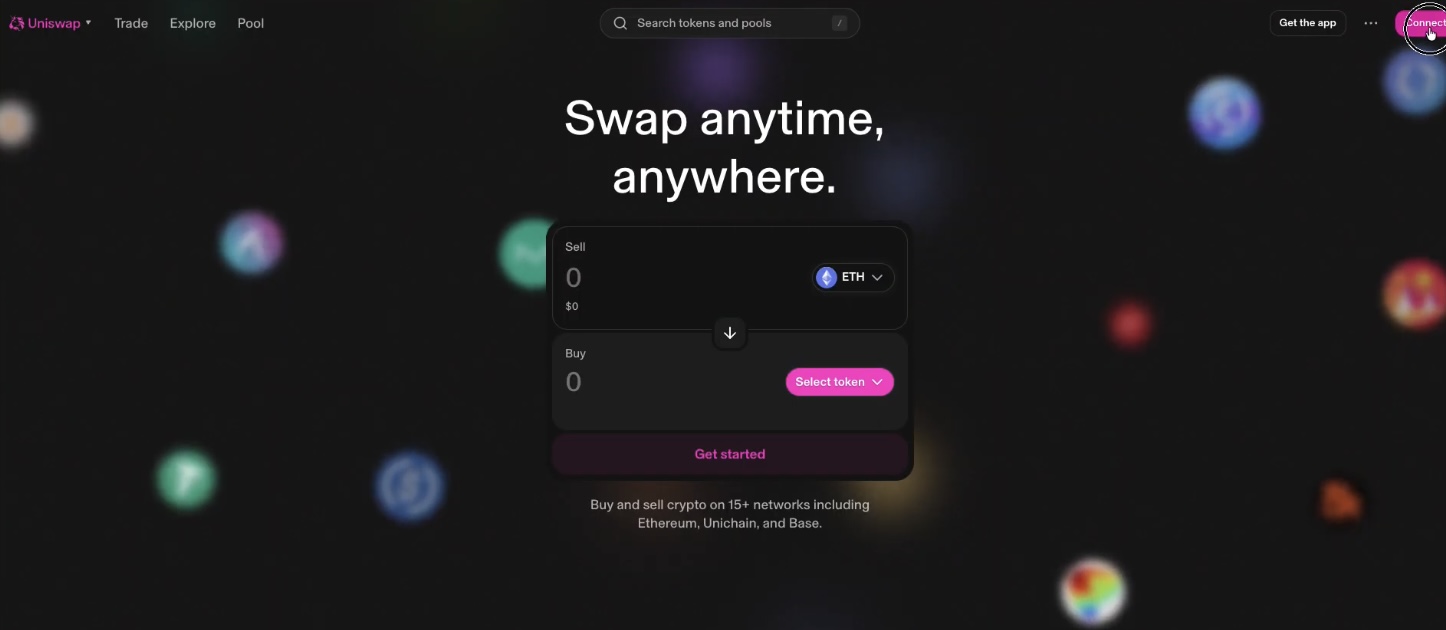 Uniswap
Trade
Explore
Pool
Search tokens and pools
/
Get the app
Connect
Swap anytime,
anywhere.
Sell
0
ETH
$0
Buy
0
Select token
Get started
Buy and sell crypto on 15+ networks including
Ethereum, Unichain, and Base.